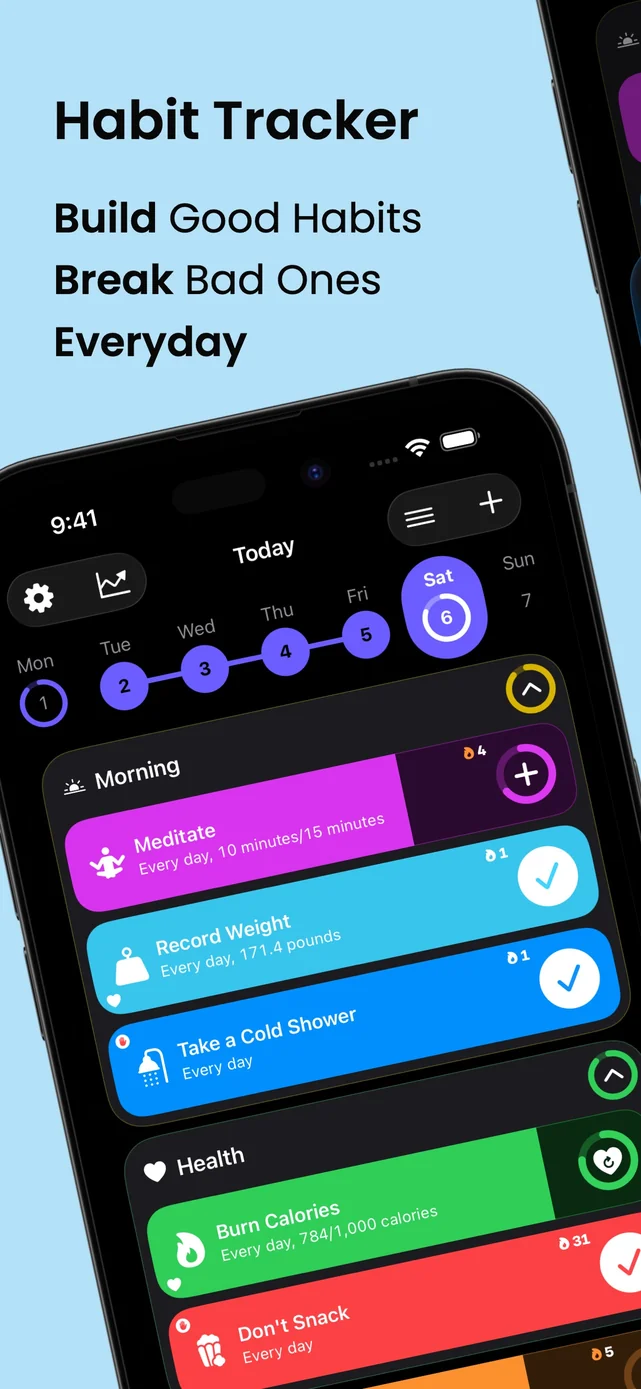 Habit Tracker
Build Good Habits
Break Bad Ones
Everyday
9:41
Today
Mon Tue Wed Thu Fri Sat Sun
1 2 3 4 5 6 7
Morning
4
Meditate
Every day, 10 minutes/15 minutes
1
Record Weight
Every day, 171.4 pounds
1
Take a Cold Shower
Every day
Health
Burn Calories
Every day, 784/1,000 calories
31
Don't Snack
Every day
5